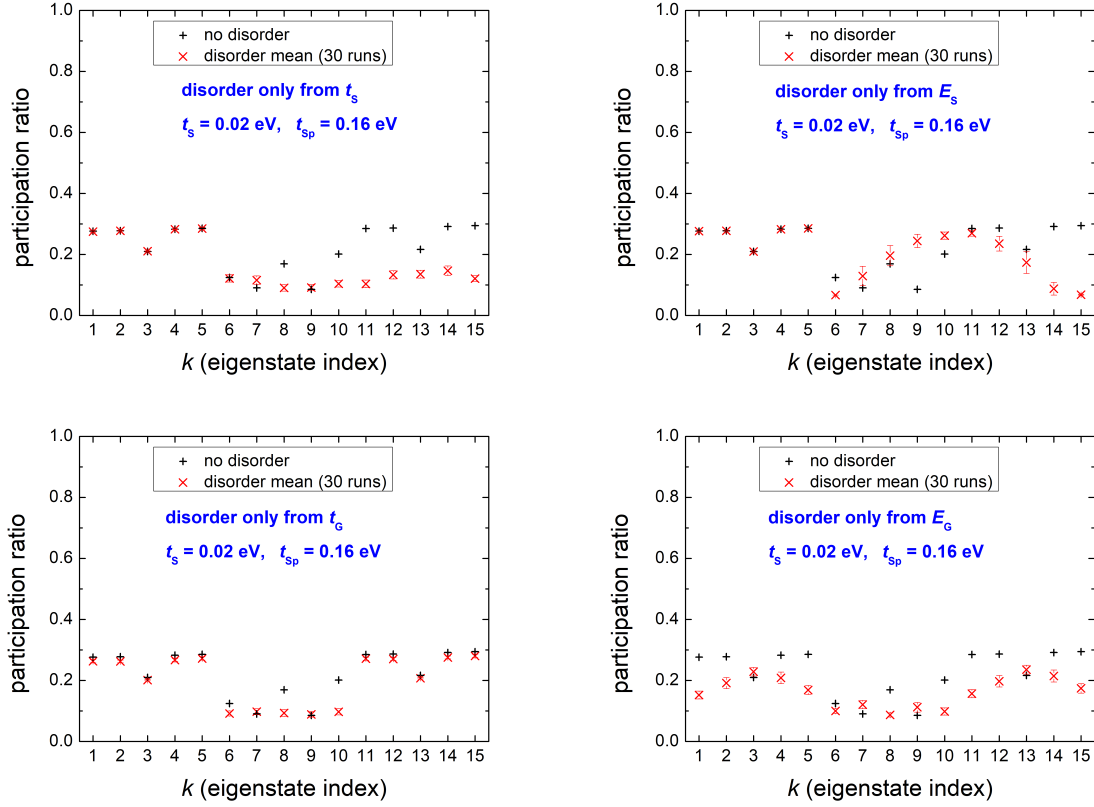 1.0
0.8
0.6
0.4
0.2
0.0
participation ratio
no disorder
disorder mean (30 runs)
disorder only from tS
tS = 0.02 eV, tSp = 0.16 eV
1 2 3 4 5 6 7 8 9 10 11 12 13 14 15
k (eigenstate index)
1.0
0.8
0.6
0.4
0.2
0.0
participation ratio
no disorder
disorder mean (30 runs)
disorder only from ES
tS = 0.02 eV, tSp = 0.16 eV
1 2 3 4 5 6 7 8 9 10 11 12 13 14 15
k (eigenstate index)
1.0
0.8
0.6
0.4
0.2
0.0
participation ratio
no disorder
disorder mean (30 runs)
disorder only from tG
tS = 0.02 eV, tSp = 0.16 eV
1 2 3 4 5 6 7 8 9 10 11 12 13 14 15
k (eigenstate index)
1.0
0.8
0.6
0.4
0.2
0.0
participation ratio
no disorder
disorder mean (30 runs)
disorder only from EG
tS = 0.02 eV, tSp = 0.16 eV
1 2 3 4 5 6 7 8 9 10 11 12 13 14 15
k (eigenstate index)